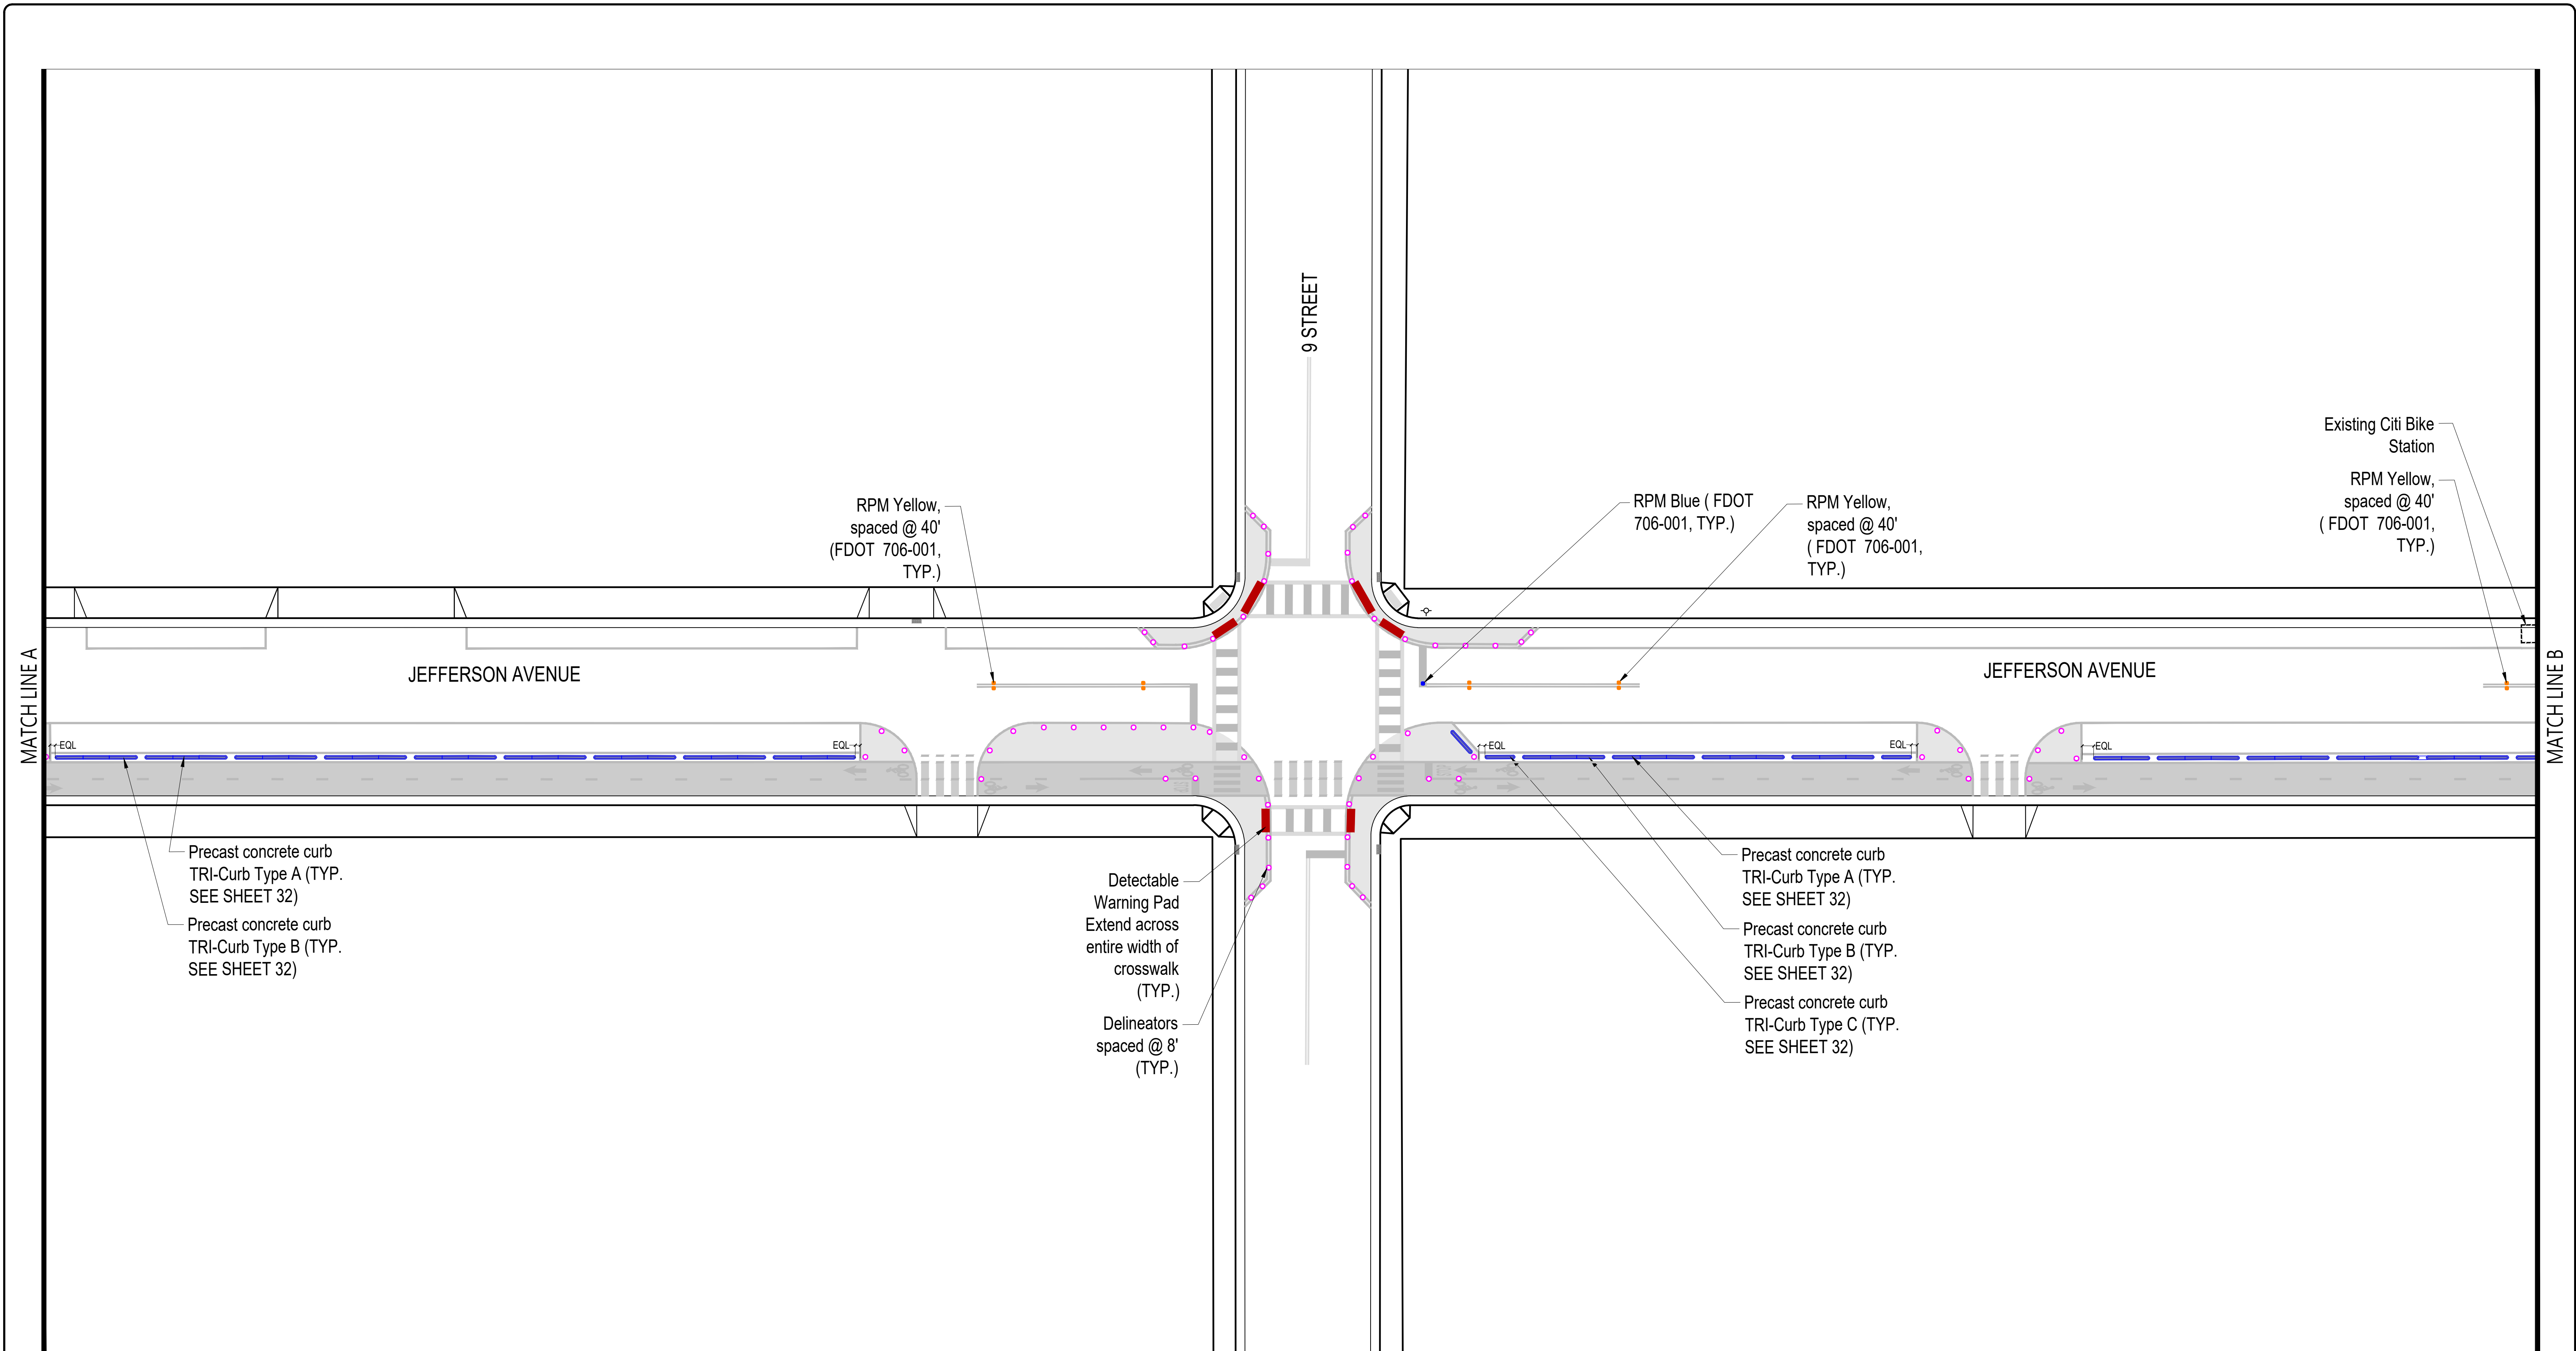 9 STREET
Existing Citi Bike
Station
RPM Yellow,
spaced @ 40'
(FDOT  706-001,
TYP.)
RPM Blue ( FDOT
706-001, TYP.)
RPM Yellow,
spaced @ 40'
( FDOT  706-001,
TYP.)
RPM Yellow,
spaced @ 40'
( FDOT  706-001,
TYP.)
MATCH LINE A
JEFFERSON AVENUE
JEFFERSON AVENUE
MATCH LINE B
EQL
EQL
EQL
EQL
EQL
Precast concrete curb
TRI-Curb Type A (TYP.
SEE SHEET 32)
Precast concrete curb
TRI-Curb Type B (TYP.
SEE SHEET 32)
Detectable
Warning Pad
Extend across
entire width of
crosswalk
(TYP.)
Delineators
spaced @ 8'
(TYP.)
Precast concrete curb
TRI-Curb Type A (TYP.
SEE SHEET 32)
Precast concrete curb
TRI-Curb Type B (TYP.
SEE SHEET 32)
Precast concrete curb
TRI-Curb Type C (TYP.
SEE SHEET 32)